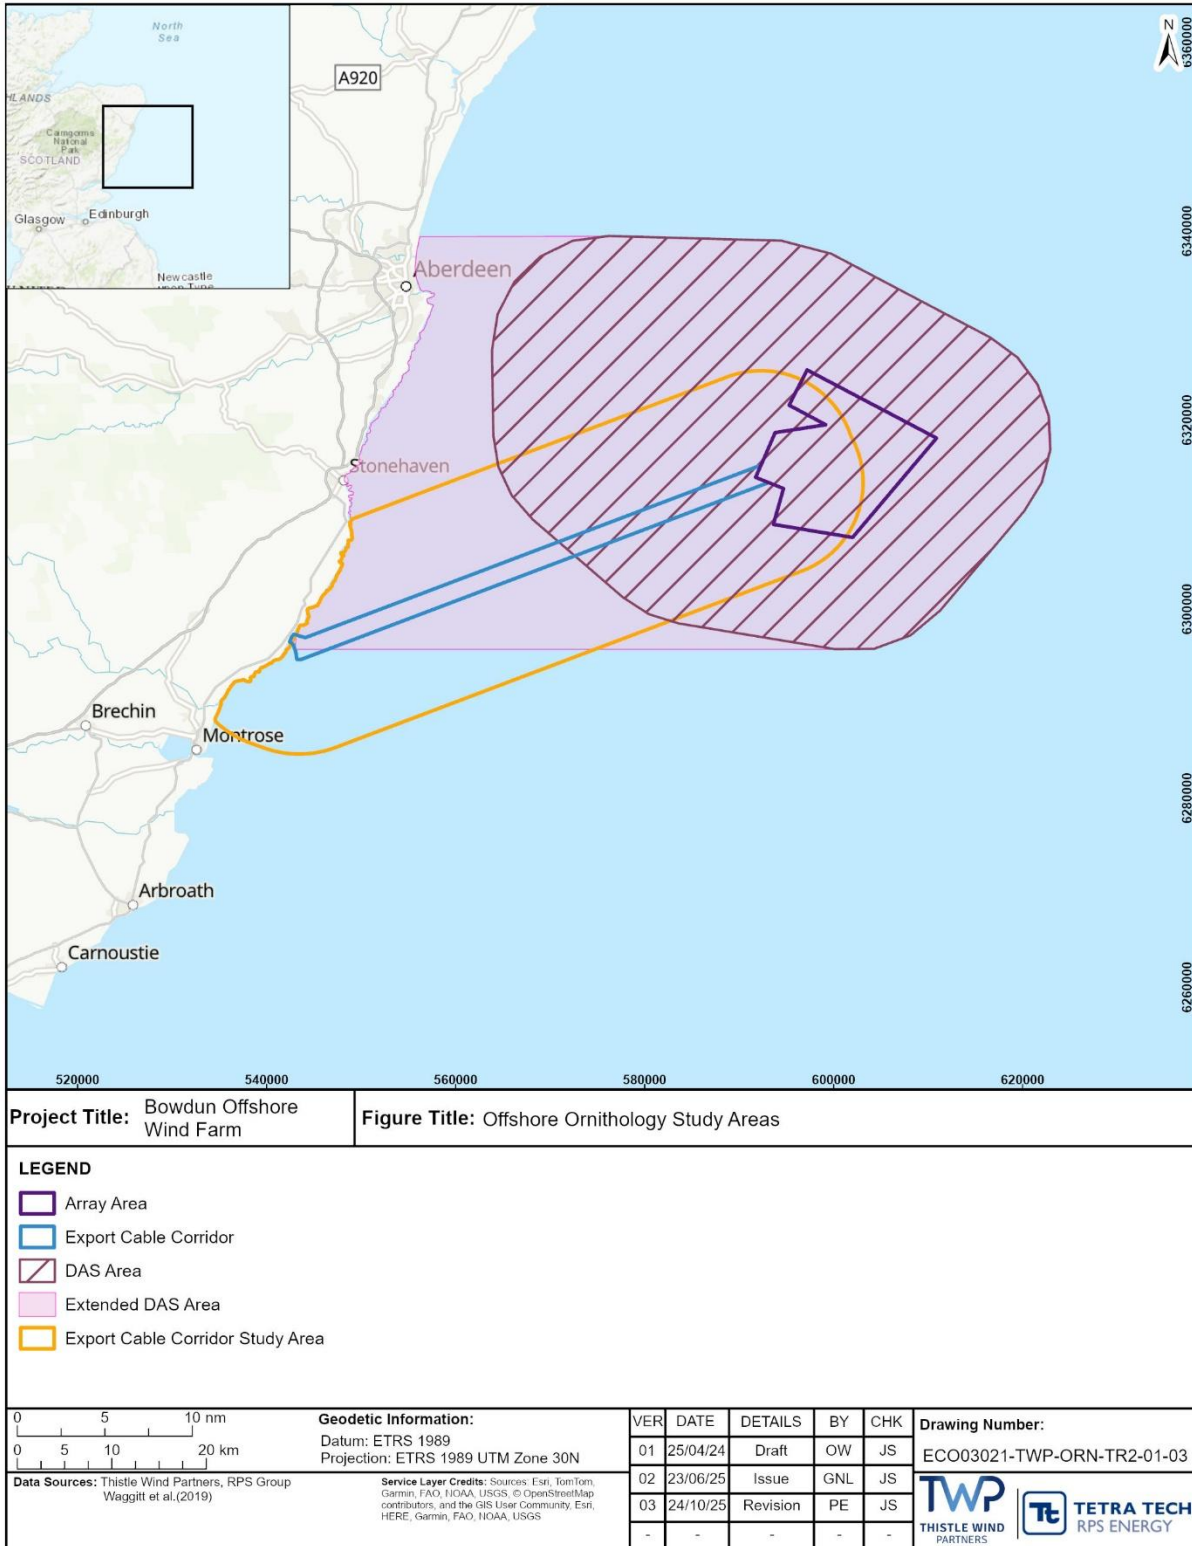 North
Sea
HLANDS
Cairngorms
National
Park
SCOTLAND
Glasgow
Edinburgh
Newcastle
upon Tyne
A920
N
Aberdeen
Stonehaven
Brechin
Montrose
Arbroath
Carnoustie
6360000
6340000
6320000
6300000
6280000
6260000
520000 540000 560000 580000 600000 620000
Project Title: Bowdun Offshore
Wind Farm
Figure Title: Offshore Ornithology Study Areas
LEGEND
Array Area
Export Cable Corridor
DAS Area
Extended DAS Area
Export Cable Corridor Study Area
0 5 10 nm
0 5 10 20 km
Geodetic Information:
Datum: ETRS 1989
Projection: ETRS 1989 UTM Zone 30N
Data Sources: Thistle Wind Partners, RPS Group
Waggitt et al.(2019)
Service Layer Credits: Sources: Esri, TomTom,
Garmin, FAO, NOAA, USGS, © OpenStreetMap
contributors, and the GIS User Community, Esri,
HERE, Garmin, FAO, NOAA, USGS
VER DATE DETAILS BY CHK
01 25/04/24 Draft OW JS
02 23/06/25 Issue GNL JS
03 24/10/25 Revision PE JS
- - - - -
Drawing Number:
ECO03021-TWP-ORN-TR2-01-03
TWP
THISTLE WIND
PARTNERS
Tt
TETRA TECH
RPS ENERGY